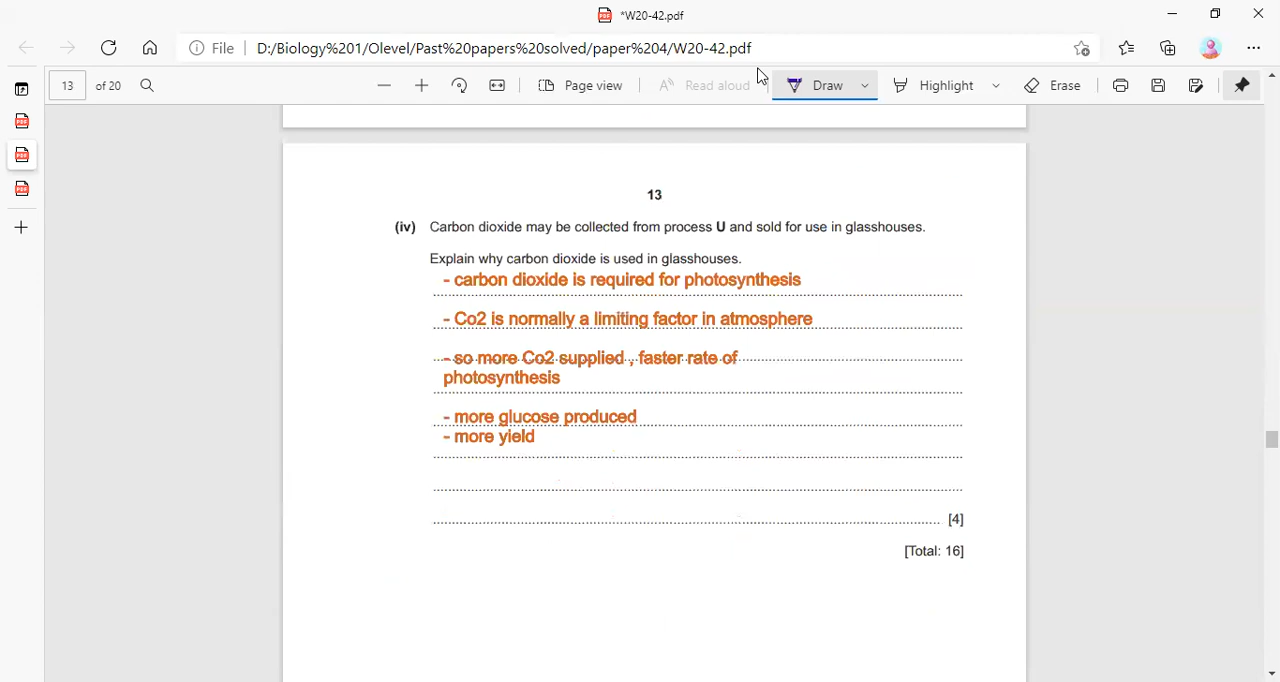 *W20-42.pdf
File
D:/Biology%201/Olevel/Past%20papers%20solved/paper%204/W20-42.pdf
13 of 20
Page view
Read aloud
Draw
Highlight
Erase
13
(iv) Carbon dioxide may be collected from process U and sold for use in glasshouses.
Explain why carbon dioxide is used in glasshouses.
- carbon dioxide is required for photosynthesis
- Co2 is normally a limiting factor in atmosphere
- so more Co2 supplied , faster rate of
photosynthesis
- more glucose produced
- more yield
[4]
[Total: 16]